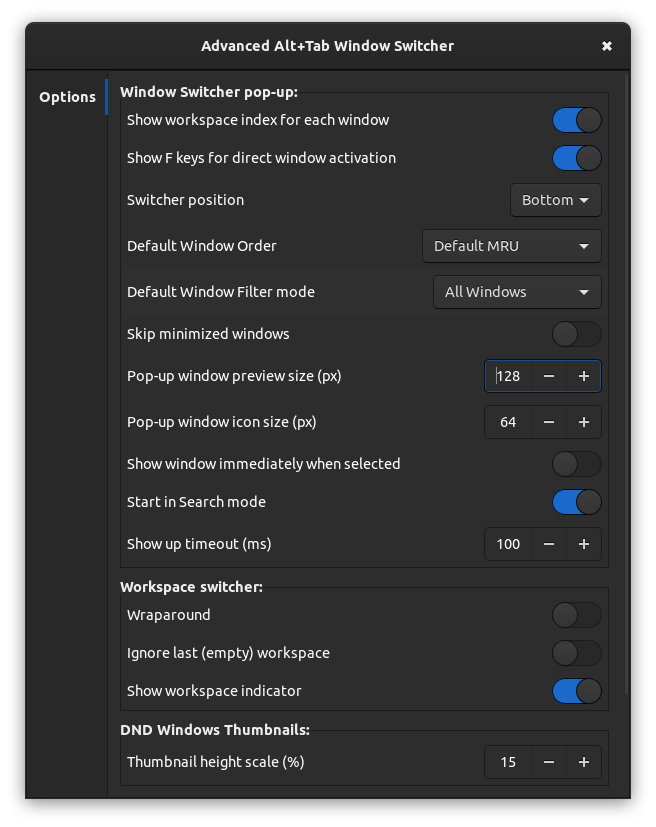 Advanced Alt+Tab Window Switcher
Options
Window Switcher pop-up:
Show workspace index for each window
Show F keys for direct window activation
Switcher position Bottom
Default Window Order Default MRU
Default Window Filter mode All Windows
Skip minimized windows
Pop-up window preview size (px) 128 − +
Pop-up window icon size (px) 64 − +
Show window immediately when selected
Start in Search mode
Show up timeout (ms) 100 − +
Workspace switcher:
Wraparound
Ignore last (empty) workspace
Show workspace indicator
DND Windows Thumbnails:
Thumbnail height scale (%) 15 − +